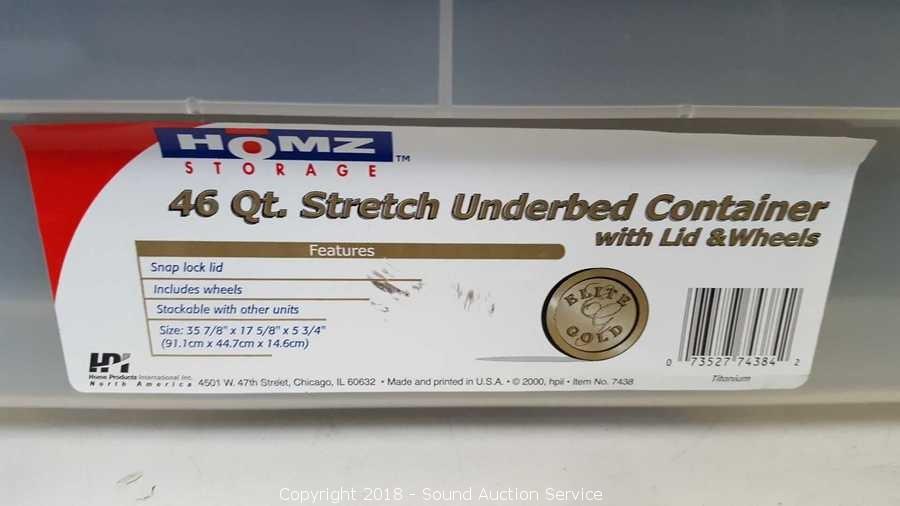 HOMZ TM
STORAGE
46 Qt. Stretch Underbed Container
with Lid &Wheels
Features
Snap lock lid
Includes wheels
Stackable with other units
Size: 35 7/8" x 17 5/8" x 5 3/4"
(91.1cm x 44.7cm x 14.6cm)
ELITE
GOLD
0 73527 74384 2
Titanium
HPI
Home Products International Inc.
North America
4501 W. 47th Street, Chicago, IL 60632 • Made and printed in U.S.A. • © 2000, hpii • Item No. 7438
Copyright 2018 - Sound Auction Service